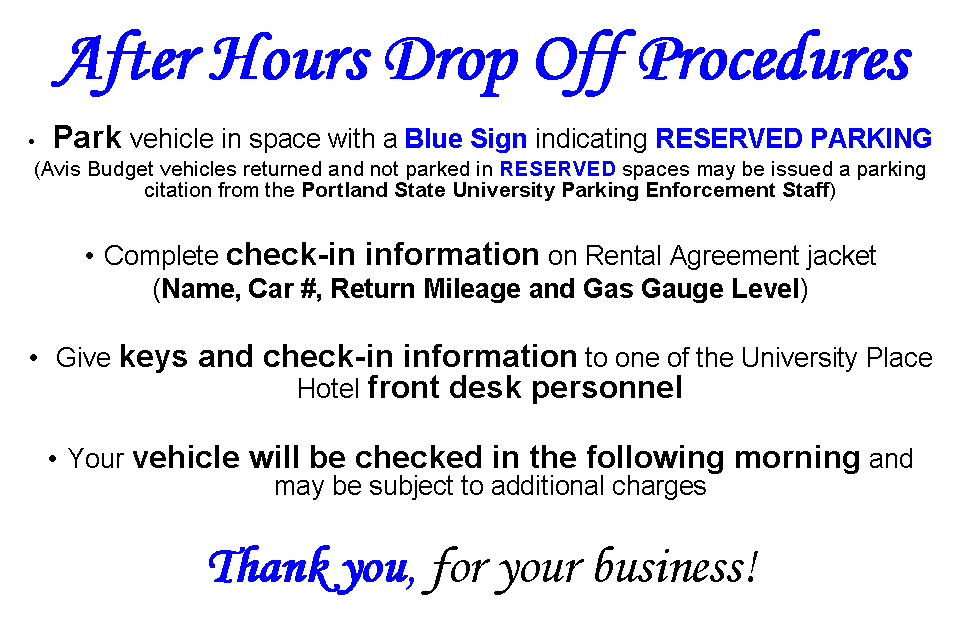 After Hours Drop Off Procedures
• Park vehicle in space with a Blue Sign indicating RESERVED PARKING
(Avis Budget vehicles returned and not parked in RESERVED spaces may be issued a parking
citation from the Portland State University Parking Enforcement Staff)
• Complete check-in information on Rental Agreement jacket
(Name, Car #, Return Mileage and Gas Gauge Level)
• Give keys and check-in information to one of the University Place
Hotel front desk personnel
• Your vehicle will be checked in the following morning and
may be subject to additional charges
Thank you, for your business!